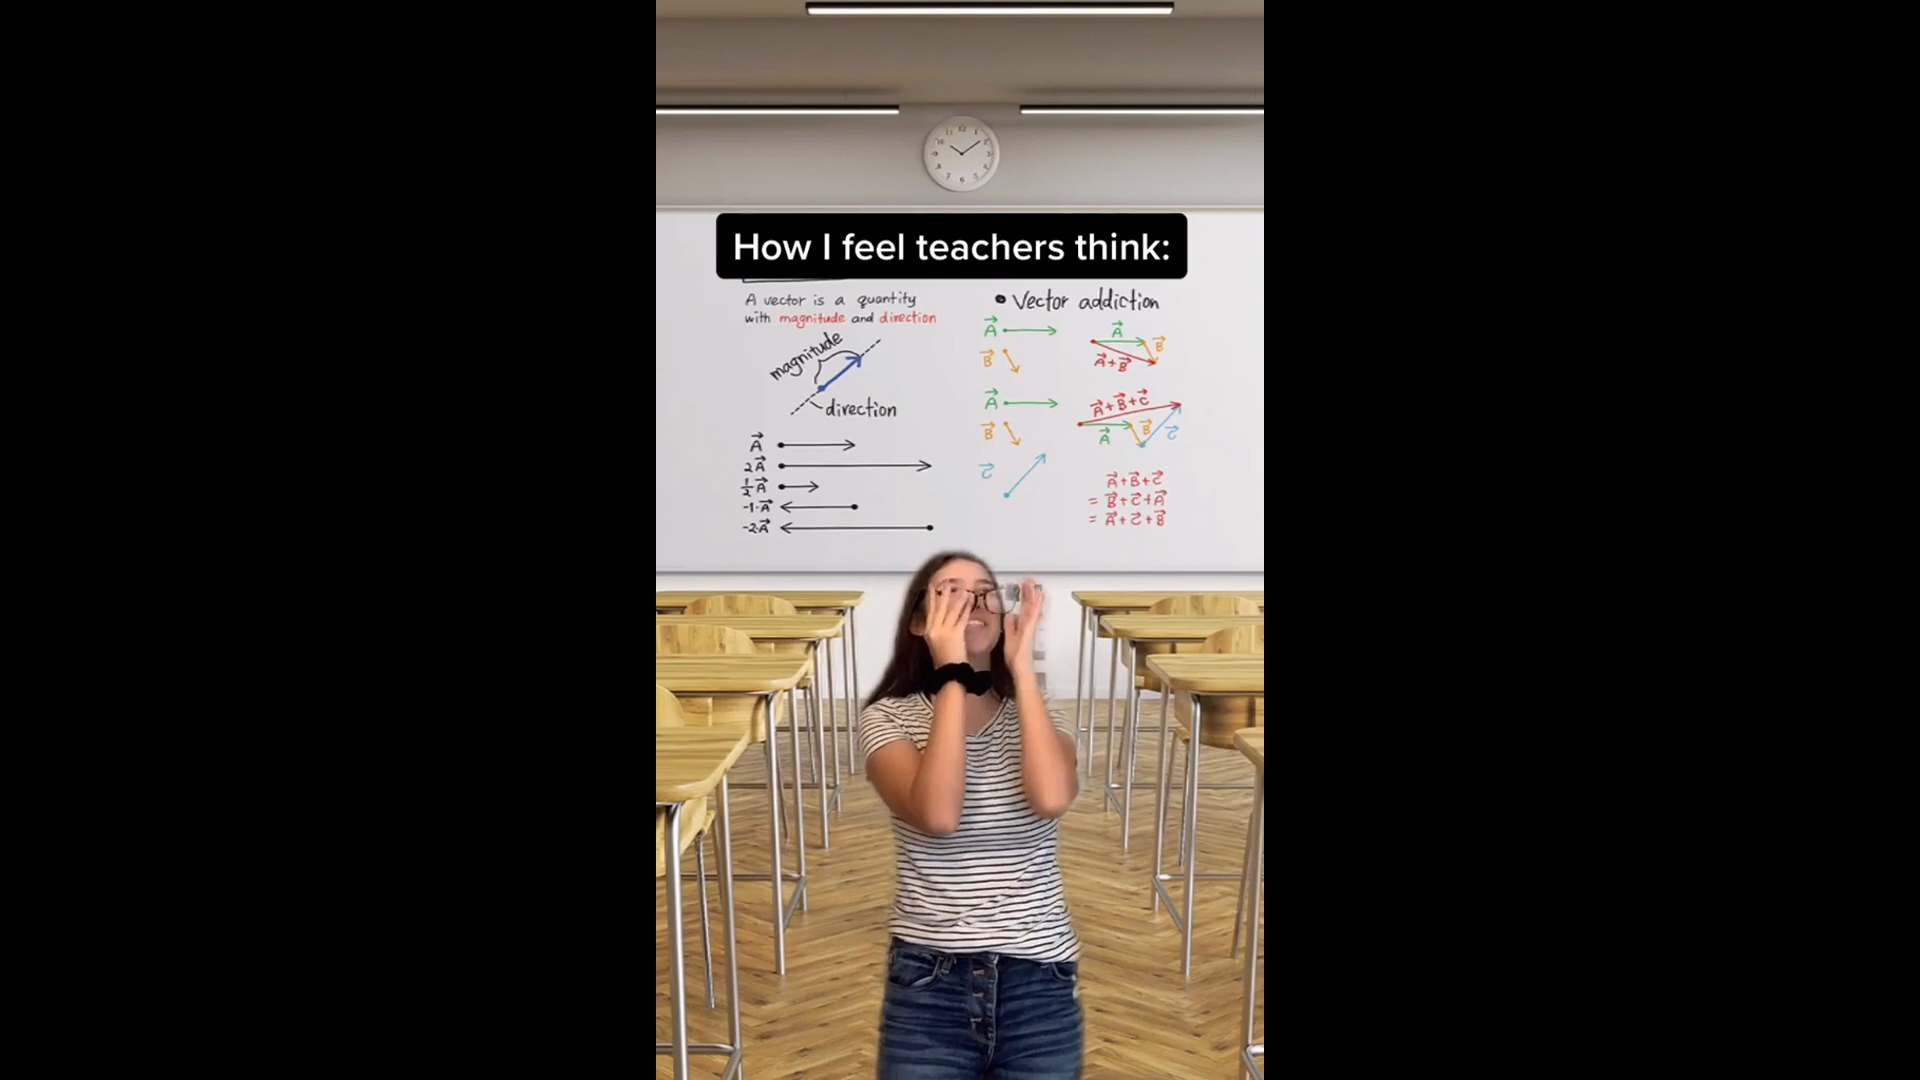 How I feel teachers think:
A vector is a quantity
with magnitude and direction
magnitude
direction
A⃗
2A⃗
½A⃗
-1·A⃗
-2·A⃗
• Vector addiction
A⃗
B⃗
A⃗
B⃗
A⃗+B⃗
A⃗
B⃗
C⃗
A⃗+B⃗+C⃗
A⃗
B⃗
C⃗
A⃗+B⃗+C⃗
= B⃗+C⃗+A⃗
= A⃗+C⃗+B⃗